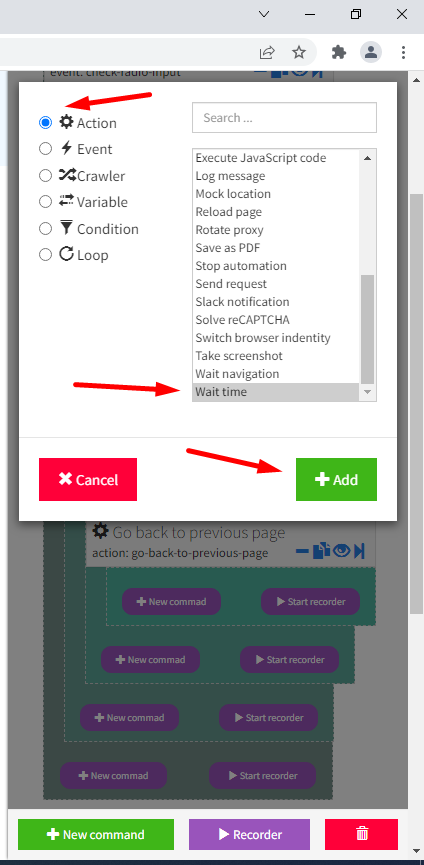 event: check-radio-input
Action
Event
Crawler
Variable
Condition
Loop
Search ...
Execute JavaScript code
Log message
Mock location
Reload page
Rotate proxy
Save as PDF
Stop automation
Send request
Slack notification
Solve reCAPTCHA
Switch browser indentity
Take screenshot
Wait navigation
Wait time
Cancel
Add
Go back to previous page
action: go-back-to-previous-page
New commad
Start recorder
New commad
Start recorder
New commad
Start recorder
New commad
Start recorder
New command
Recorder